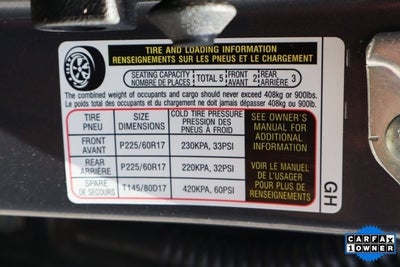 TIRE AND LOADING INFORMATION
RENSEIGNEMENTS SUR LES PNEUS ET LE CHARGEMENT
SEATING CAPACITY NOMBRE DE PLACES TOTAL 5 FRONT AVANT 2 REAR ARRIÈRE 3
The combined weight of occupants and cargo should never exceed 408kg or 900lbs.
Le poids total des occupants et du chargement ne doit jamais dépasser 408kg ou 900lb.
TIRE PNEU SIZE DIMENSIONS COLD TIRE PRESSURE PRESSION DES PNEUS À FROID
FRONT AVANT P225/60R17 230KPA, 33PSI
REAR ARRIÈRE P225/60R17 220KPA, 32PSI
SPARE DE SECOURS T145/80D17 420KPA, 60PSI
SEE OWNER'S
MANUAL FOR
ADDITIONAL
INFORMATION
VOIR LE MANUEL
DE L'USAGER
POUR PLUS DE
RENSEIGNEMENTS
GH
CARFAX
1 OWNER